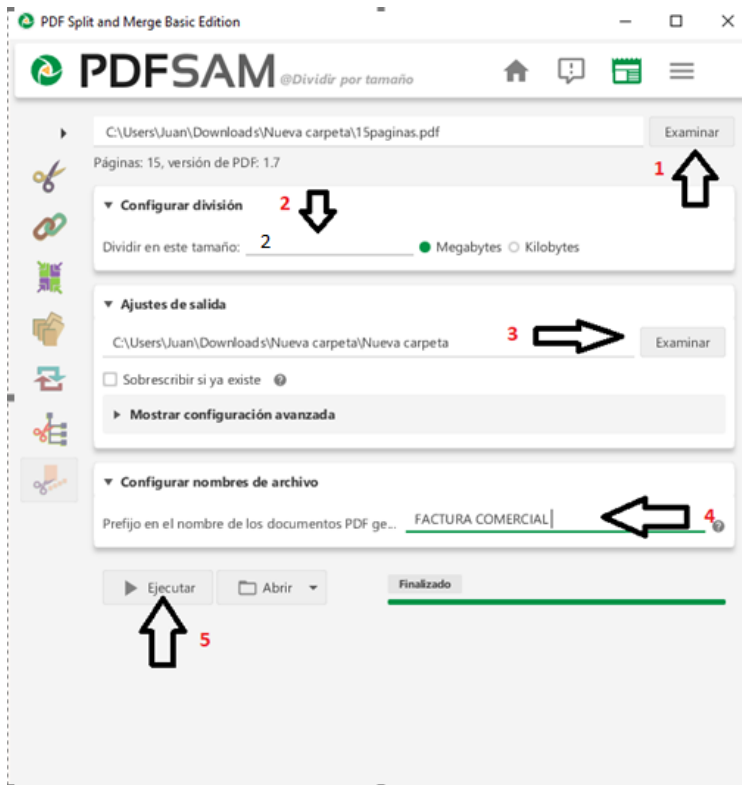 PDF Split and Merge Basic Edition
PDFSAM @Dividir por tamaño
C:\Users\Juan\Downloads\Nueva carpeta\15paginas.pdf Examinar
Páginas: 15, versión de PDF: 1.7
1
Configurar división 2
Dividir en este tamaño: 2 Megabytes Kilobytes
Ajustes de salida
C:\Users\Juan\Downloads\Nueva carpeta\Nueva carpeta 3 Examinar
Sobrescribir si ya existe ?
Mostrar configuración avanzada
Configurar nombres de archivo
Prefijo en el nombre de los documentos PDF ge... FACTURA COMERCIAL 4 ?
Ejecutar Abrir Finalizado
5